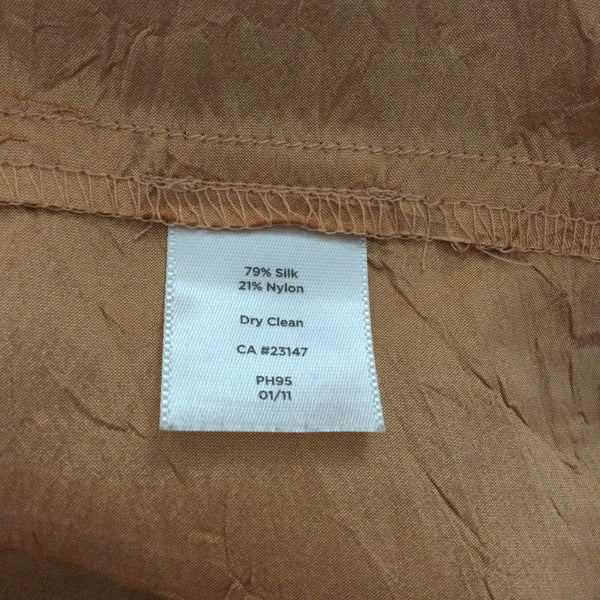 79% Silk
21% Nylon
Dry Clean
CA #23147
PH95
01/11